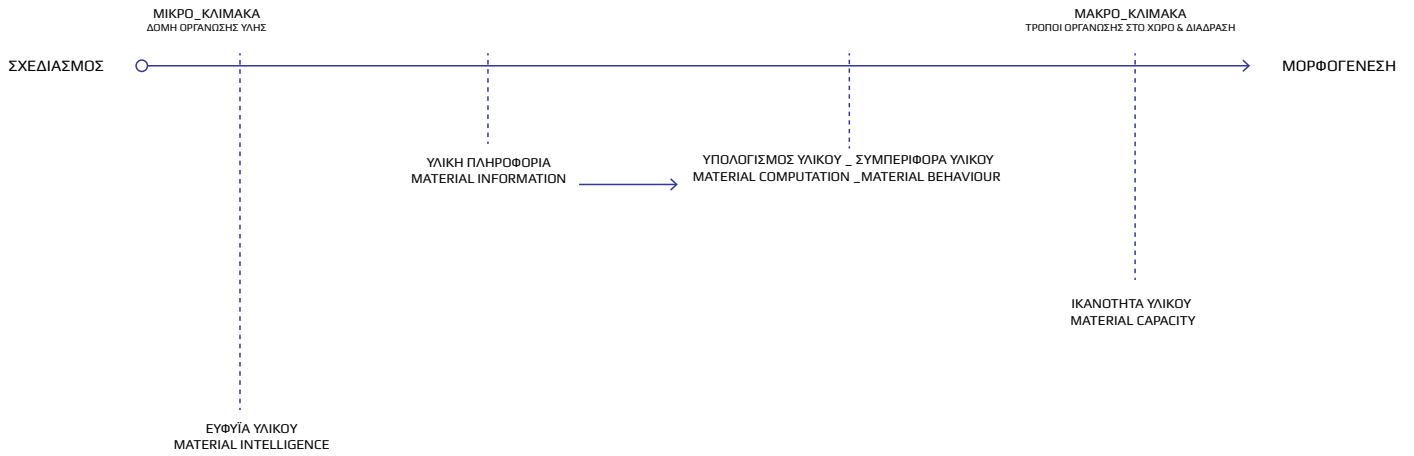 ΜΙΚΡΟ_ΚΛΙΜΑΚΑ
ΔΟΜΗ ΟΡΓΑΝΩΣΗΣ ΥΛΗΣ
ΜΑΚΡΟ_ΚΛΙΜΑΚΑ
ΤΡΟΠΟΙ ΟΡΓΑΝΩΣΗΣ ΣΤΟ ΧΩΡΟ & ΔΙΑΔΡΑΣΗ
ΣΧΕΔΙΑΣΜΟΣ
ΜΟΡΦΟΓΕΝΕΣΗ
ΥΛΙΚΗ ΠΛΗΡΟΦΟΡΙΑ
MATERIAL INFORMATION
ΥΠΟΛΟΓΙΣΜΟΣ ΥΛΙΚΟΥ _ ΣΥΜΠΕΡΙΦΟΡΑ ΥΛΙΚΟΥ
MATERIAL COMPUTATION _MATERIAL BEHAVIOUR
ΙΚΑΝΟΤΗΤΑ ΥΛΙΚΟΥ
MATERIAL CAPACITY
ΕΥΦΥΪΑ ΥΛΙΚΟΥ
MATERIAL INTELLIGENCE